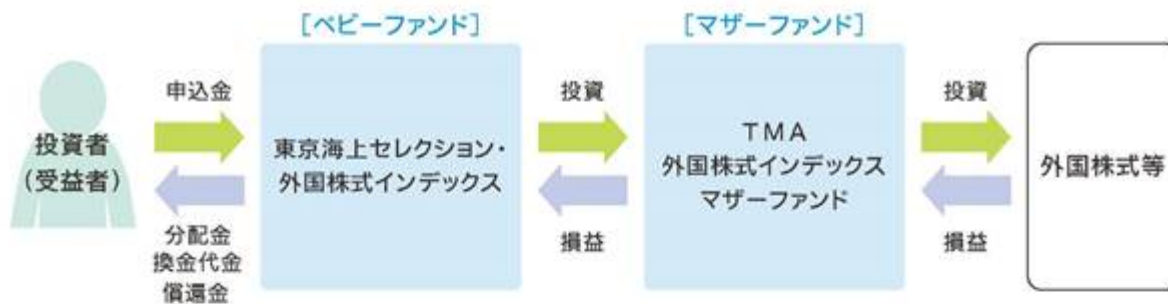 [ベビーファンド]
[マザーファンド]
投資者
(受益者)
申込金
分配金
換金代金
償還金
東京海上セレクション・
外国株式インデックス
投資
損益
TMA
外国株式インデックス
マザーファンド
投資
損益
外国株式等